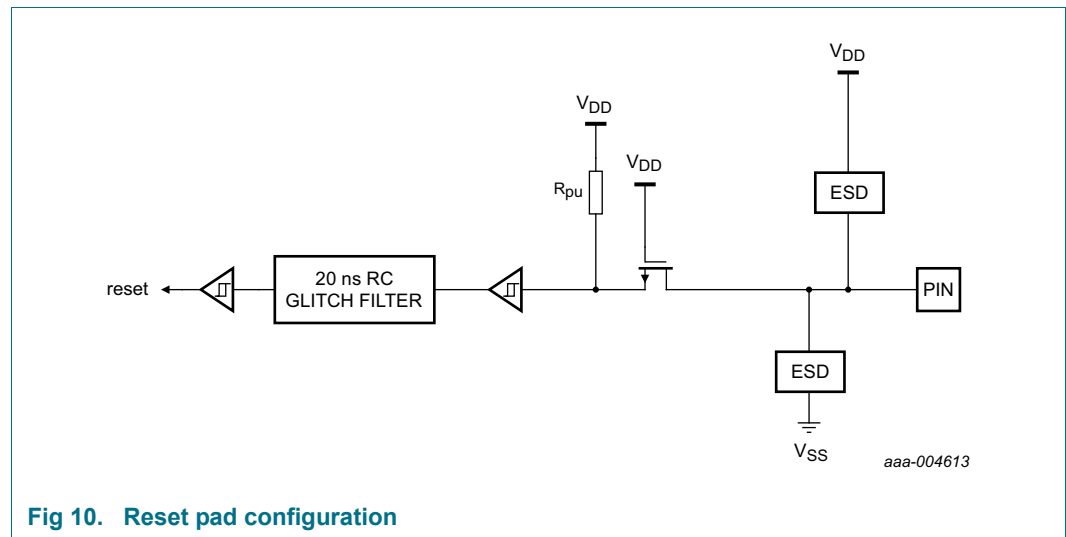 VDD
VDD
VDD
ESD
Rpu
reset
20 ns RC
GLITCH FILTER
PIN
ESD
VSS
aaa-004613
Fig 10. Reset pad configuration